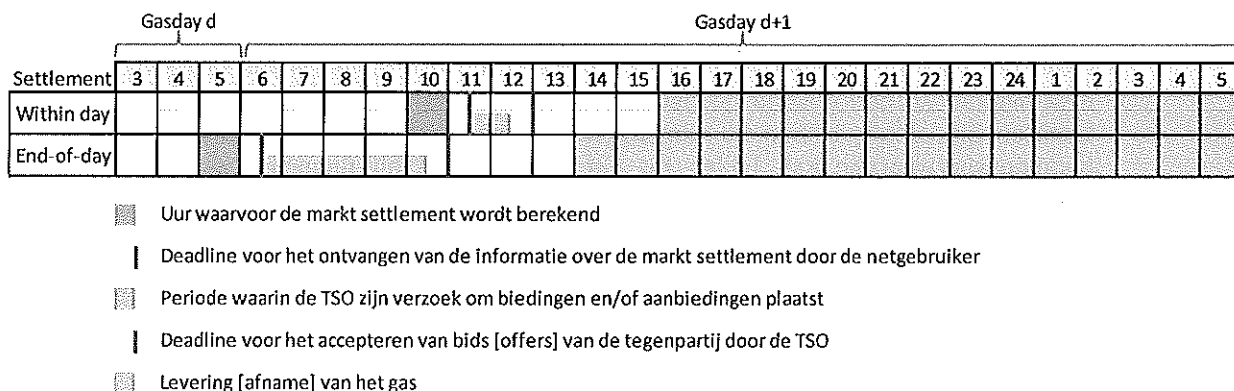 Gasday d Gasday d+1
Settlement 3 4 5 6 7 8 9 10 11 12 13 14 15 16 17 18 19 20 21 22 23 24 1 2 3 4 5
Within day
End-of-day
Uur waarvoor de markt settlement wordt berekend
Deadline voor het ontvangen van de informatie over de markt settlement door de netgebruiker
Periode waarin de TSO zijn verzoek om biedingen en/of aanbiedingen plaatst
Deadline voor het accepteren van bids [offers] van de tegenpartij door de TSO
Levering [afname] van het gas